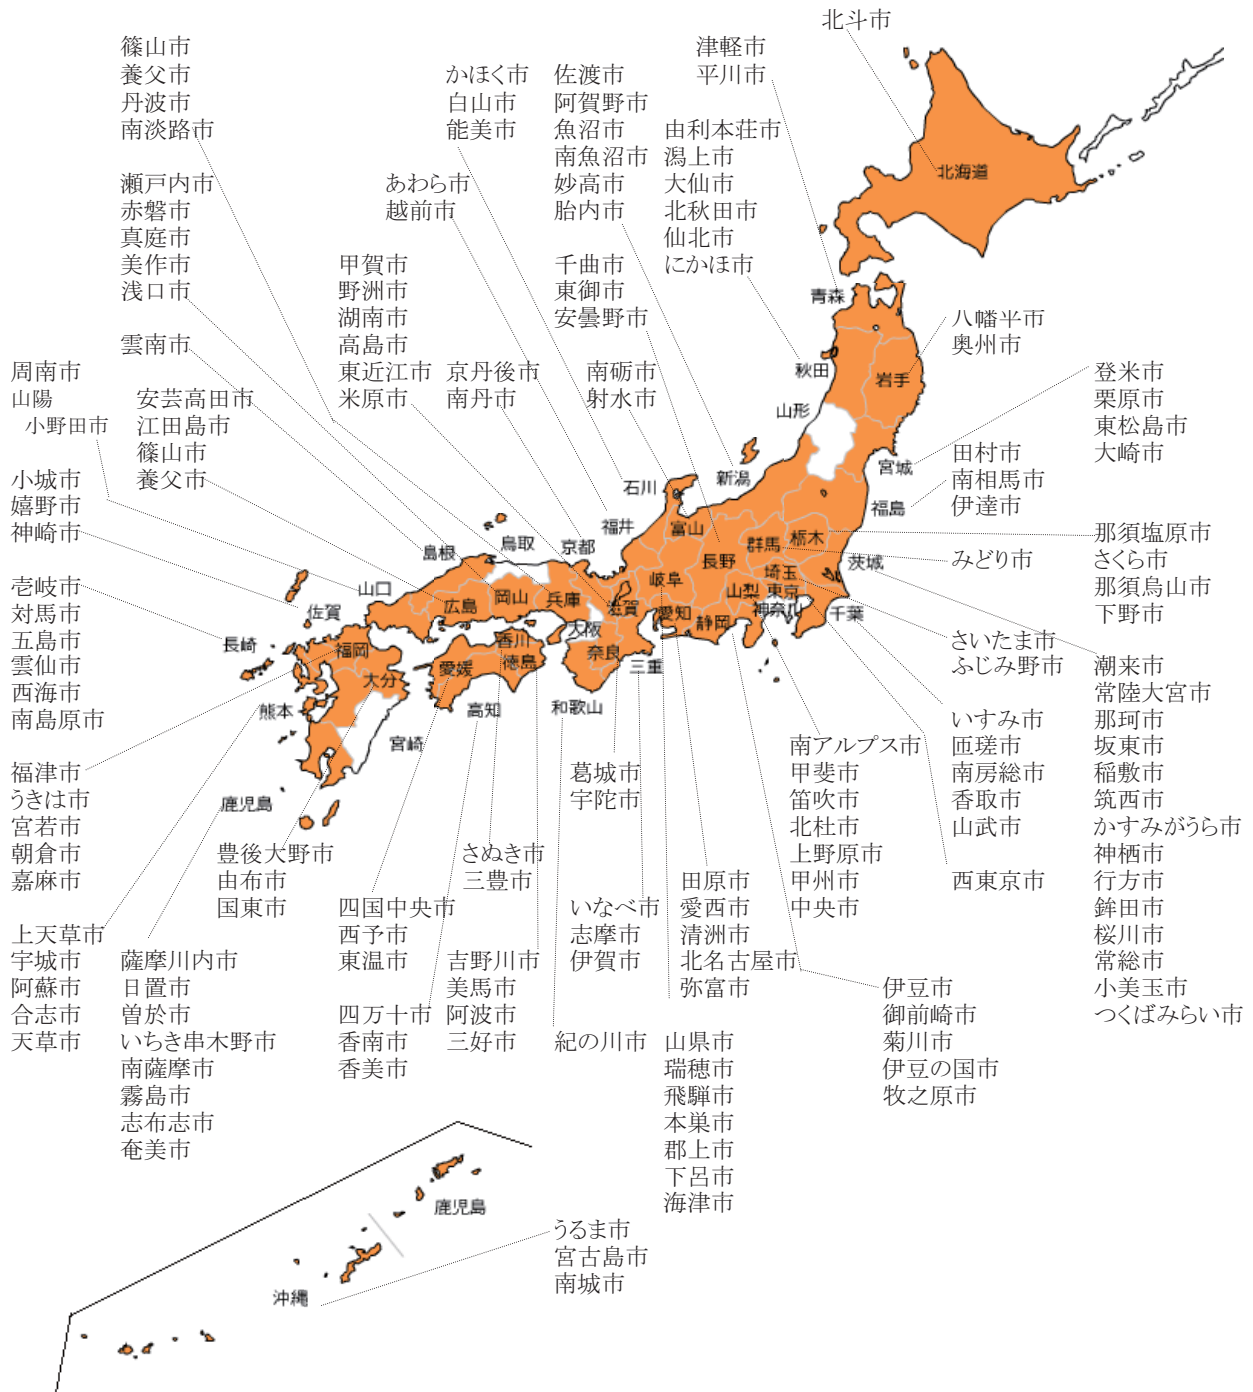 北斗市
篠山市
養父市
丹波市
南淡路市
かほく市
白山市
能美市
佐渡市
阿賀野市
魚沼市
南魚沼市
妙高市
胎内市
津軽市
平川市
由利本荘市
潟上市
大仙市
北秋田市
仙北市
にかほ市
瀬戸内市
赤磐市
真庭市
美作市
浅口市
あわら市
越前市
甲賀市
野洲市
湖南市
高島市
東近江市
米原市
千曲市
東御市
安曇野市
雲南市
京丹後市
南丹市
南砺市
射水市
八幡平市
奥州市
周南市
山陽
小野田市
安芸高田市
江田島市
篠山市
養父市
登米市
栗原市
東松島市
大崎市
田村市
南相馬市
伊達市
小城市
嬉野市
神崎市
那須塩原市
さくら市
那須烏山市
下野市
みどり市
壱岐市
対馬市
五島市
雲仙市
西海市
南島原市
さいたま市
ふじみ野市
潮来市
常陸大宮市
那珂市
坂東市
稲敷市
筑西市
かすみがうら市
神栖市
行方市
鉾田市
桜川市
常総市
小美玉市
つくばみらい市
いすみ市
匝瑳市
南房総市
香取市
山武市
西東京市
南アルプス市
甲斐市
笛吹市
北杜市
上野原市
甲州市
中央市
葛城市
宇陀市
福津市
うきは市
宮若市
朝倉市
嘉麻市
豊後大野市
由布市
国東市
さぬき市
三豊市
田原市
愛西市
清洲市
北名古屋市
弥富市
いなべ市
志摩市
伊賀市
四国中央市
西予市
東温市
上天草市
宇城市
阿蘇市
合志市
天草市
薩摩川内市
日置市
曽於市
いちき串木野市
南薩摩市
霧島市
志布志市
奄美市
四万十市
香南市
香美市
吉野川市
美馬市
阿波市
三好市
紀の川市
山県市
瑞穂市
飛騨市
本巣市
郡上市
下呂市
海津市
伊豆市
御前崎市
菊川市
伊豆の国市
牧之原市
うるま市
宮古島市
南城市
北海道
青森
秋田
岩手
山形
宮城
新潟
福島
石川
富山
福井
長野
群馬
栃木
茨城
埼玉
東京
山梨
神奈川
千葉
岐阜
愛知
静岡
滋賀
京都
鳥取
島根
兵庫
岡山
広島
山口
大阪
奈良
三重
和歌山
香川
徳島
愛媛
高知
佐賀
長崎
福岡
大分
熊本
宮崎
鹿児島
鹿児島
沖縄